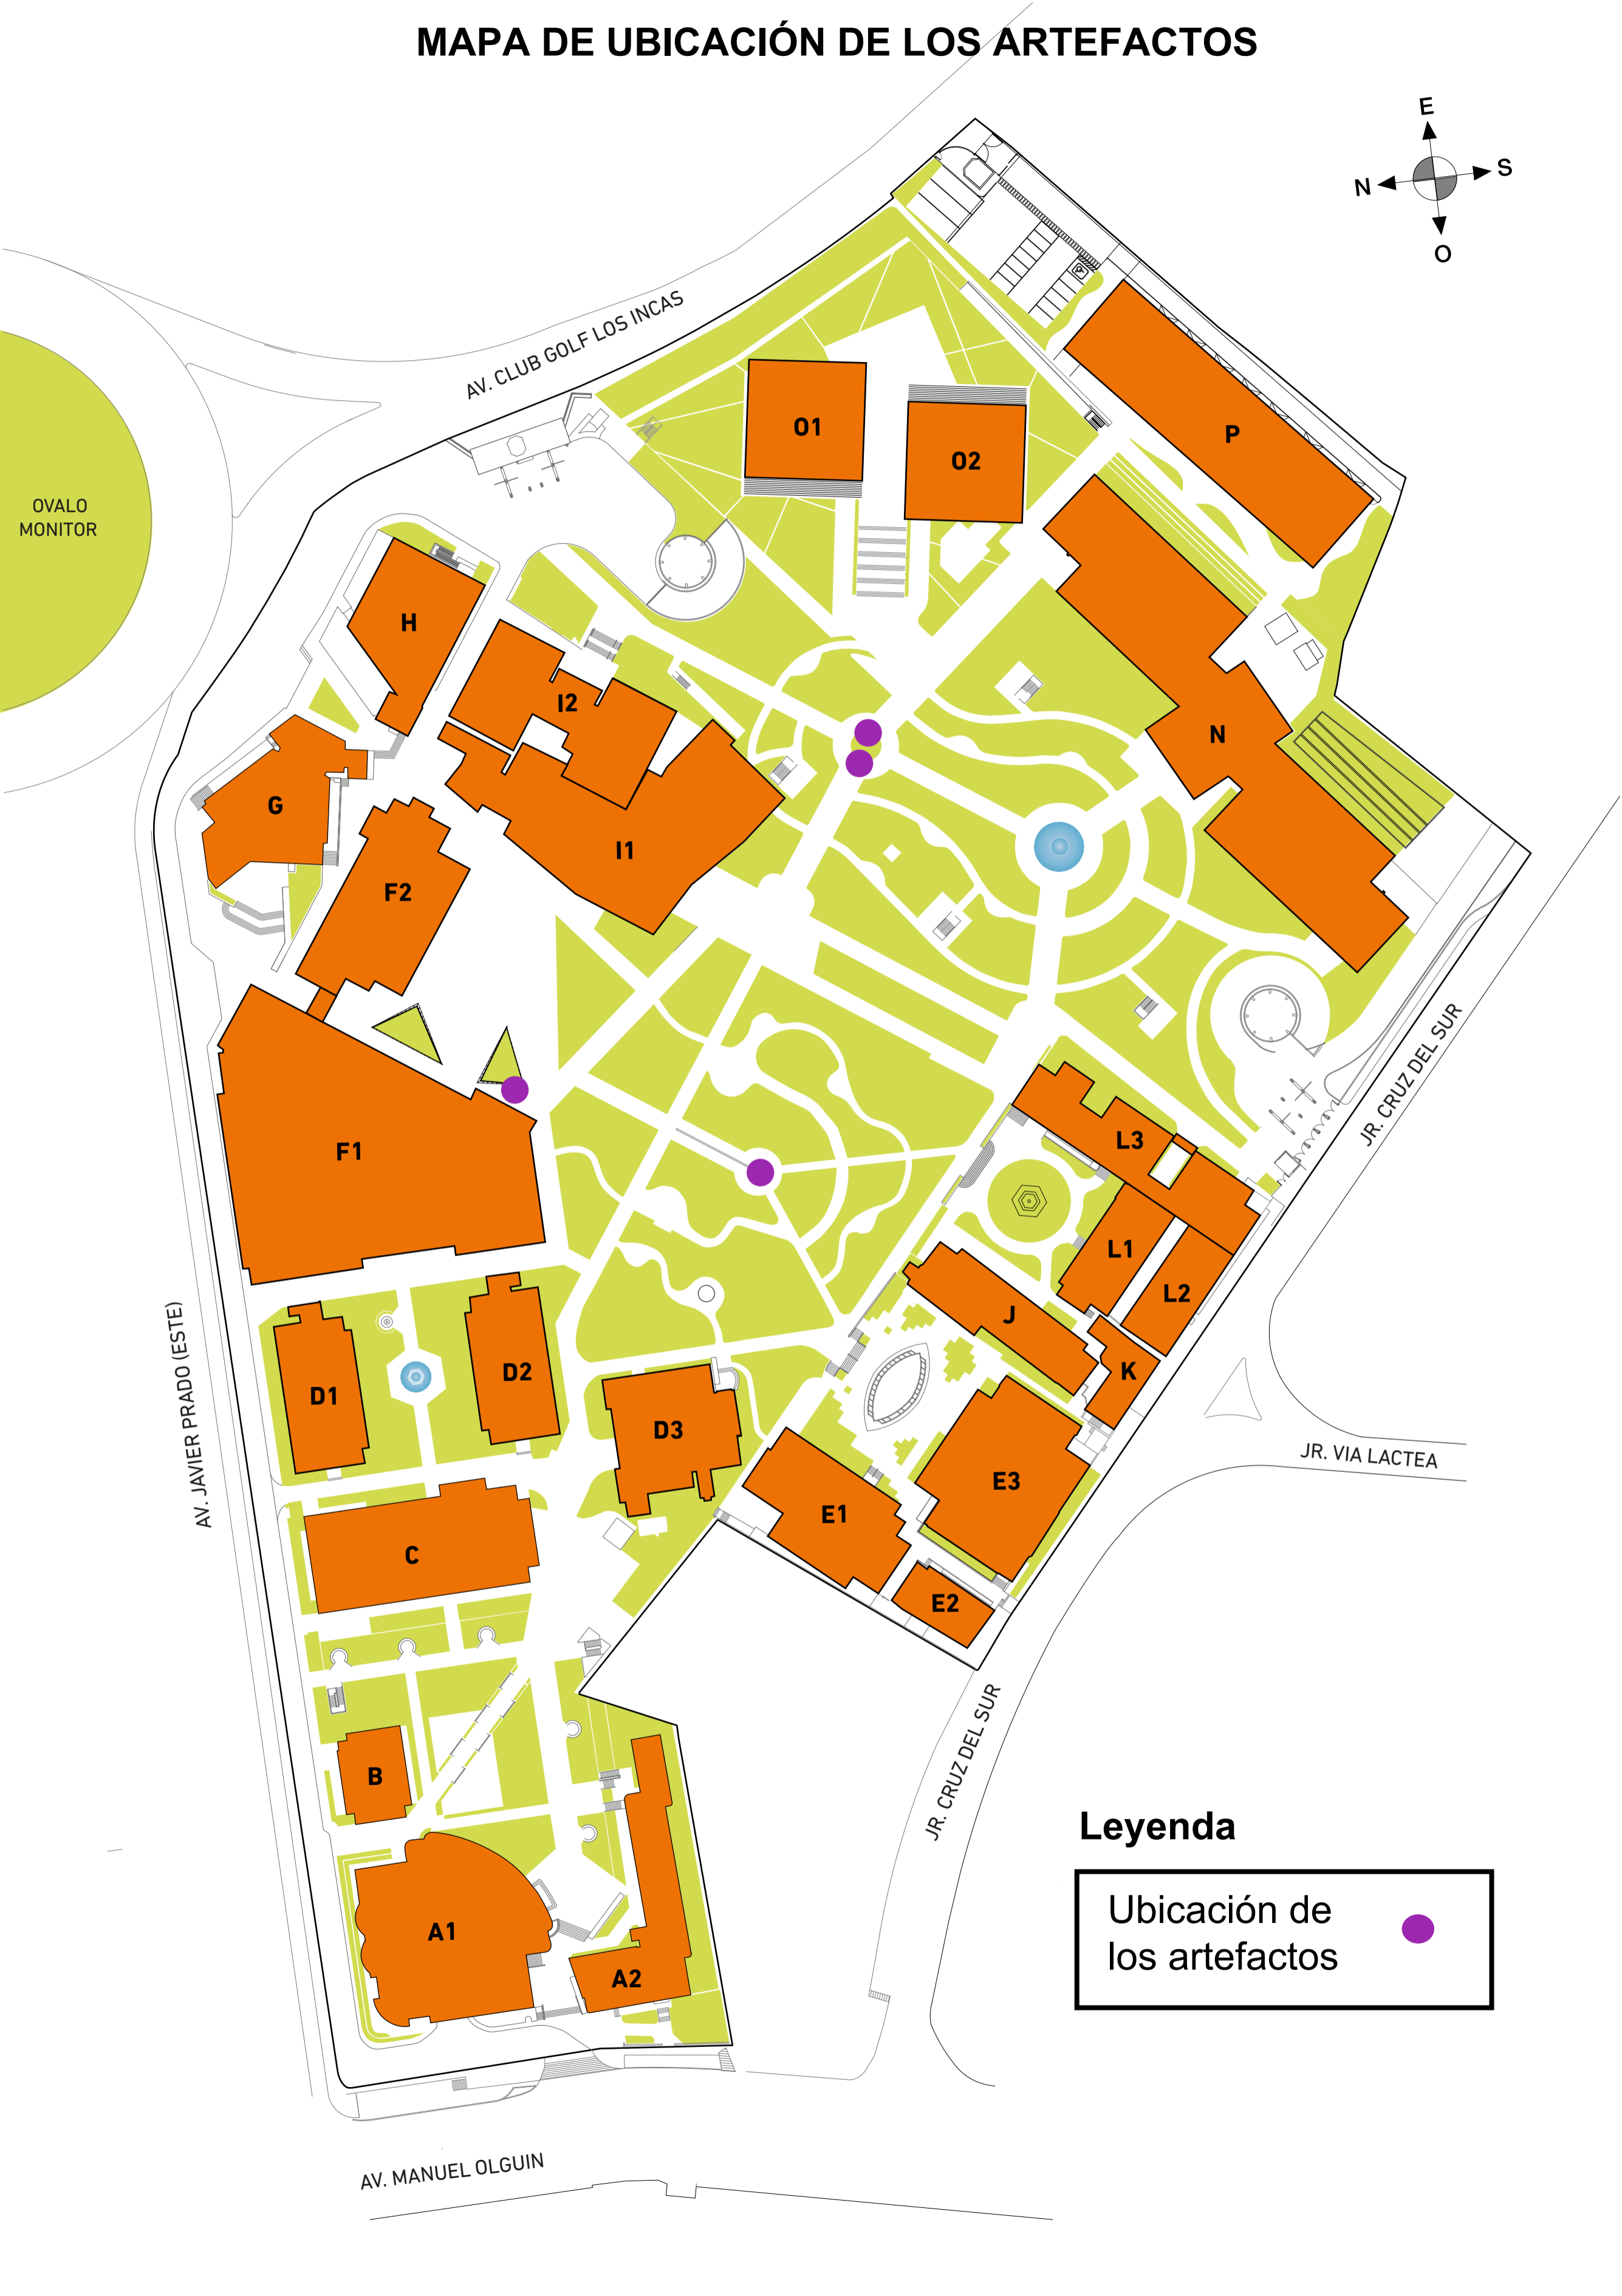 MAPA DE UBICACIÓN DE LOS ARTEFACTOS
E
N
S
O
AV. CLUB GOLF LOS INCAS
OVALO
MONITOR
O1
O2
P
H
I2
N
G
I1
F2
JR. CRUZ DEL SUR
F1
L3
L1
L2
J
K
AV. JAVIER PRADO (ESTE)
D1
D2
D3
JR. VIA LACTEA
E3
E1
C
E2
JR. CRUZ DEL SUR
B
Leyenda
Ubicación de
los artefactos
A1
A2
AV. MANUEL OLGUIN